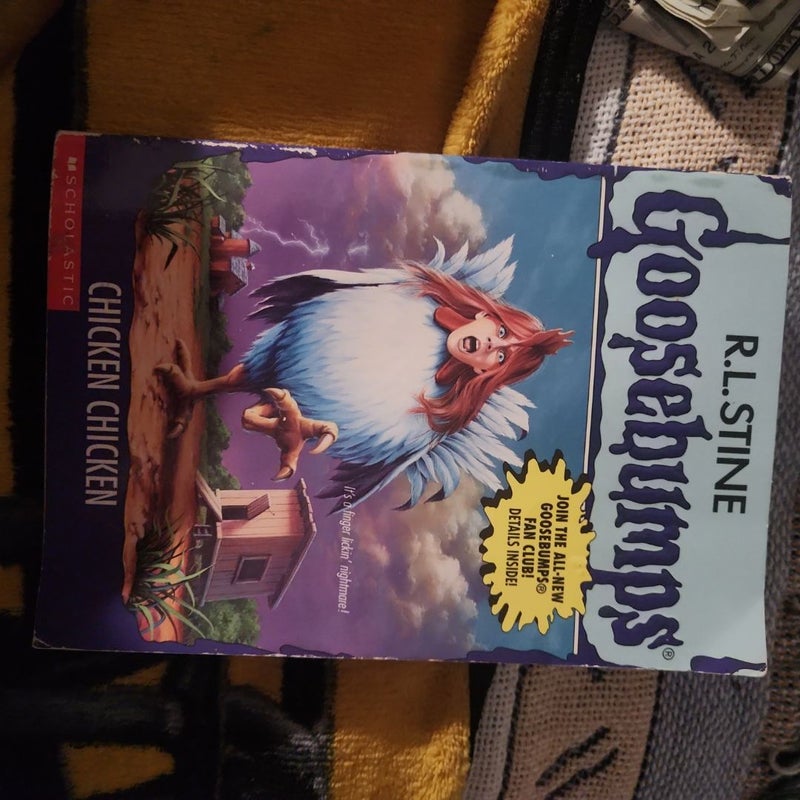 R.L. STINE
Goosebumps®
JOIN THE ALL-NEW
GOOSEBUMPS®
FAN CLUB!
DETAILS INSIDE!
It's a finger lickin' nightmare!
CHICKEN CHICKEN
SCHOLASTIC